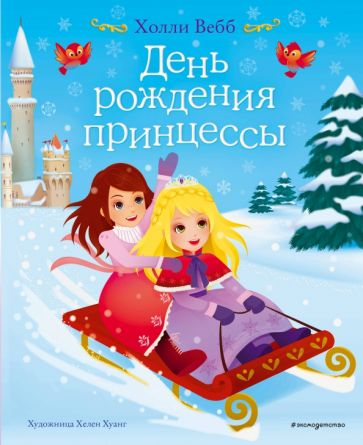 Холли Вебб
День
рождения
принцессы
Художница Хелен Хуанг
#эксмодетство